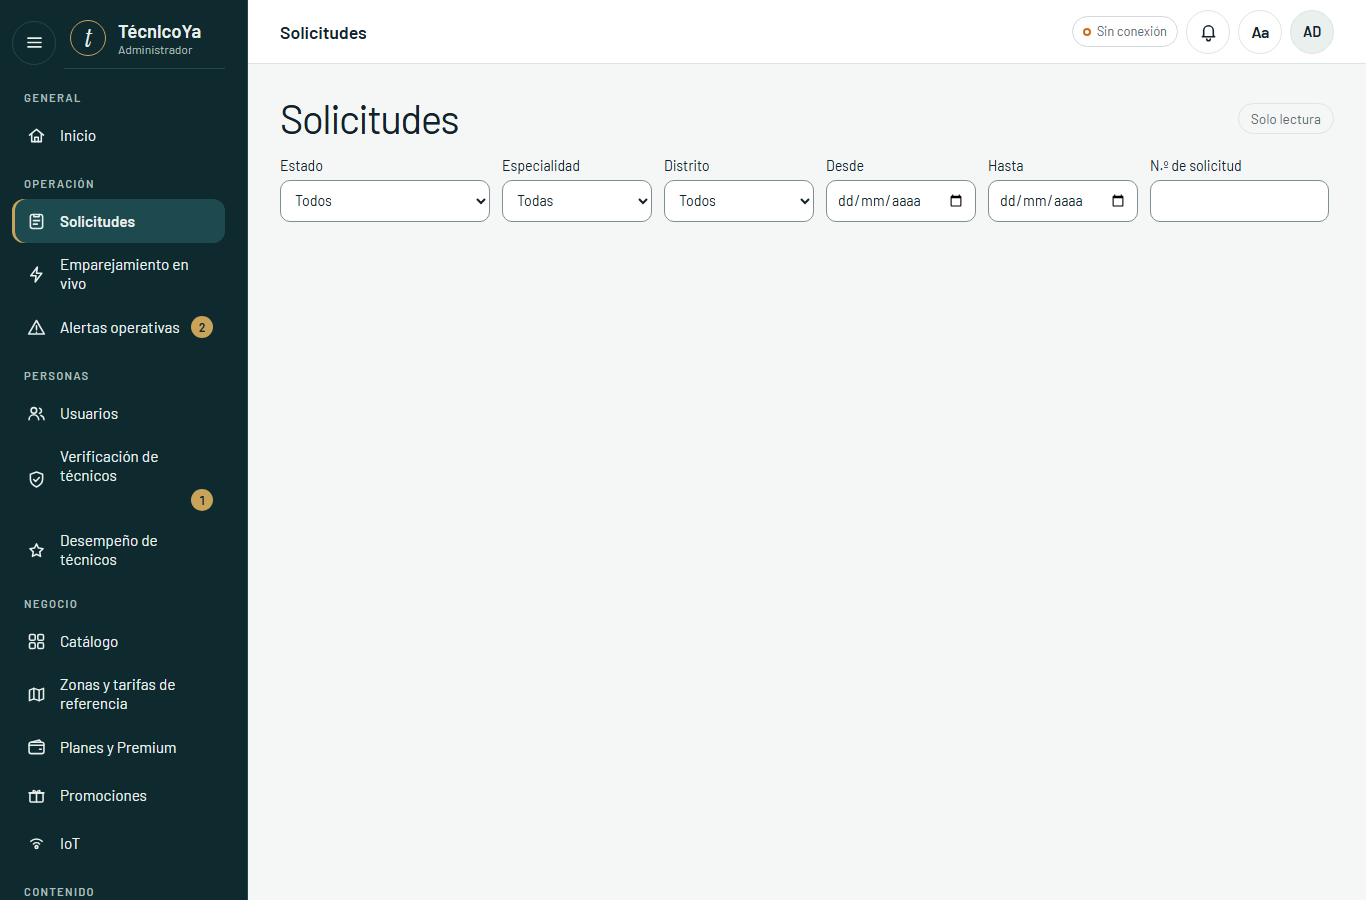 t
TécnIcoYa
Administrador
GENERAL
Inicio
OPERACIÓN
Solicitudes
Emparejamiento en
vivo
Alertas operativas 2
PERSONAS
Usuarios
Verificación de
técnicos
1
Desempeño de
técnicos
NEGOCIO
Catálogo
Zonas y tarifas de
referencia
Planes y Premium
Promociones
IoT
CONTENIDO
Solicitudes
Sin conexión
Aa
AD
Solicitudes
Solo lectura
Estado Especialidad Distrito Desde Hasta N.º de solicitud
Todos Todas Todos dd/mm/aaaa dd/mm/aaaa